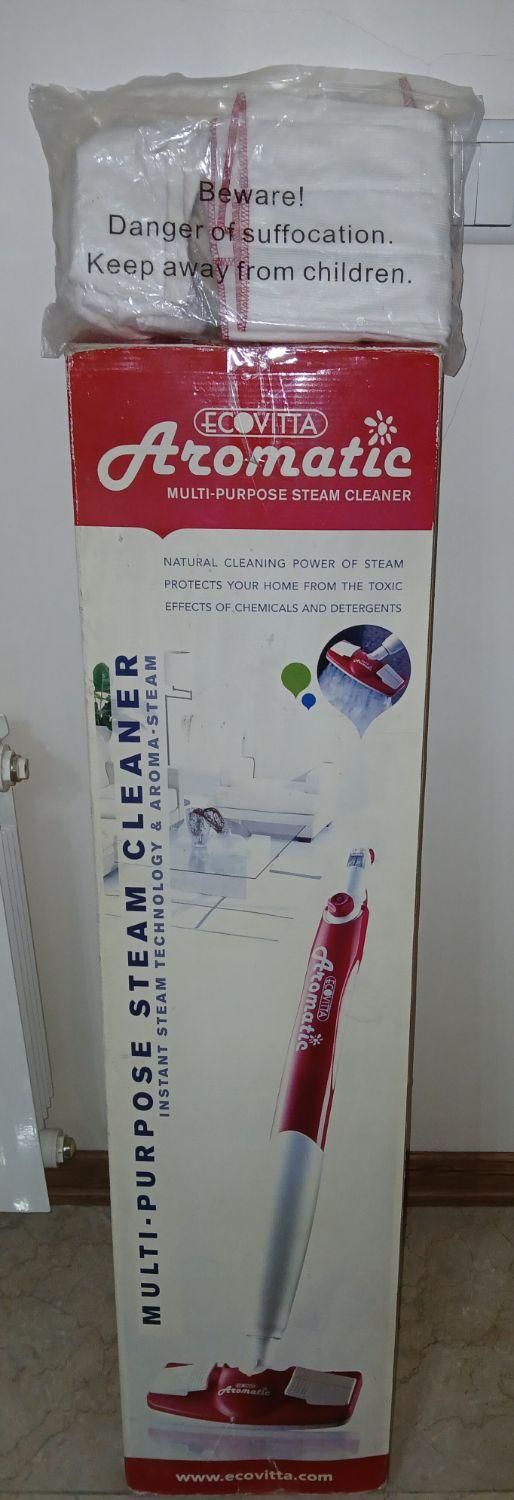 Beware!
Danger of suffocation.
Keep away from children.
ECOVITTA
Aromatic
MULTI-PURPOSE STEAM CLEANER
NATURAL CLEANING POWER OF STEAM
PROTECTS YOUR HOME FROM THE TOXIC
EFFECTS OF CHEMICALS AND DETERGENTS
MULTI-PURPOSE STEAM CLEANER
INSTANT STEAM TECHNOLOGY & AROMA-STEAM
ECOVITTA
Aromatic
Aromatic
www.ecovitta.com